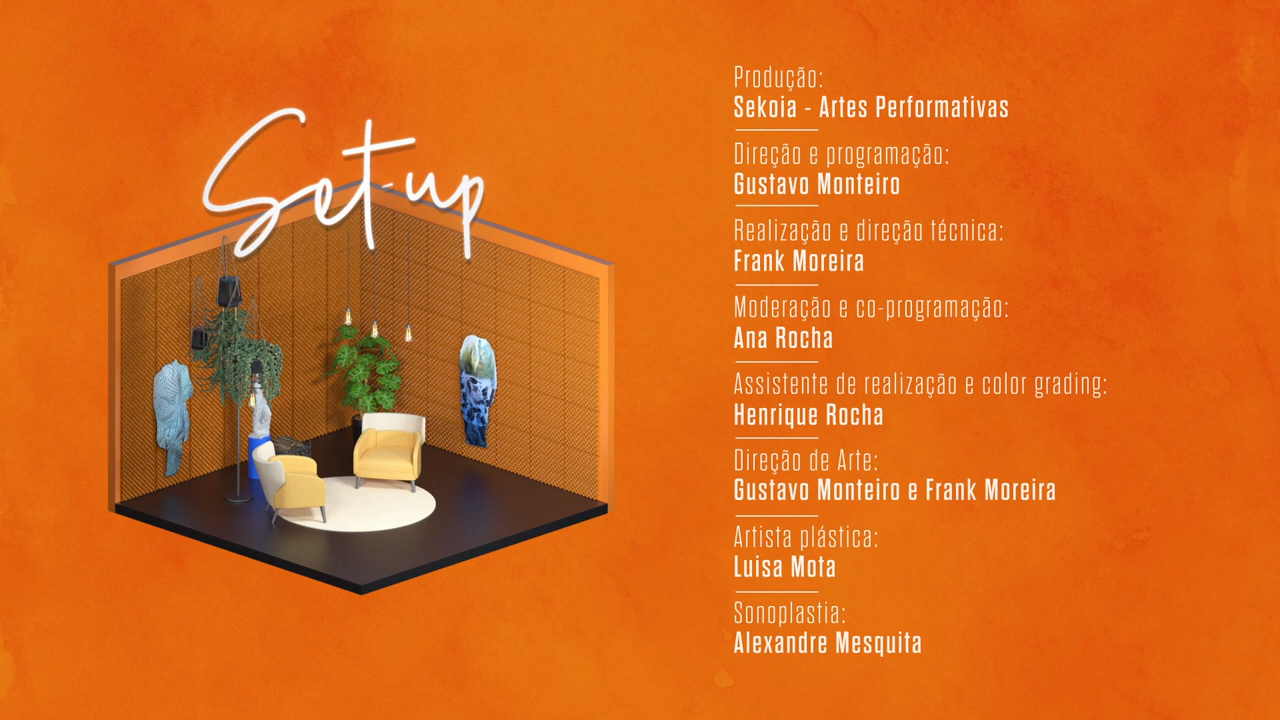 Set up
Produção:
Sekoia - Artes Performativas
Direção e programação:
Gustavo Monteiro
Realização e direção técnica:
Frank Moreira
Moderação e co-programação:
Ana Rocha
Assistente de realização e color grading:
Henrique Rocha
Direção de Arte:
Gustavo Monteiro e Frank Moreira
Artista plástica:
Luisa Mota
Sonoplastia:
Alexandre Mesquita